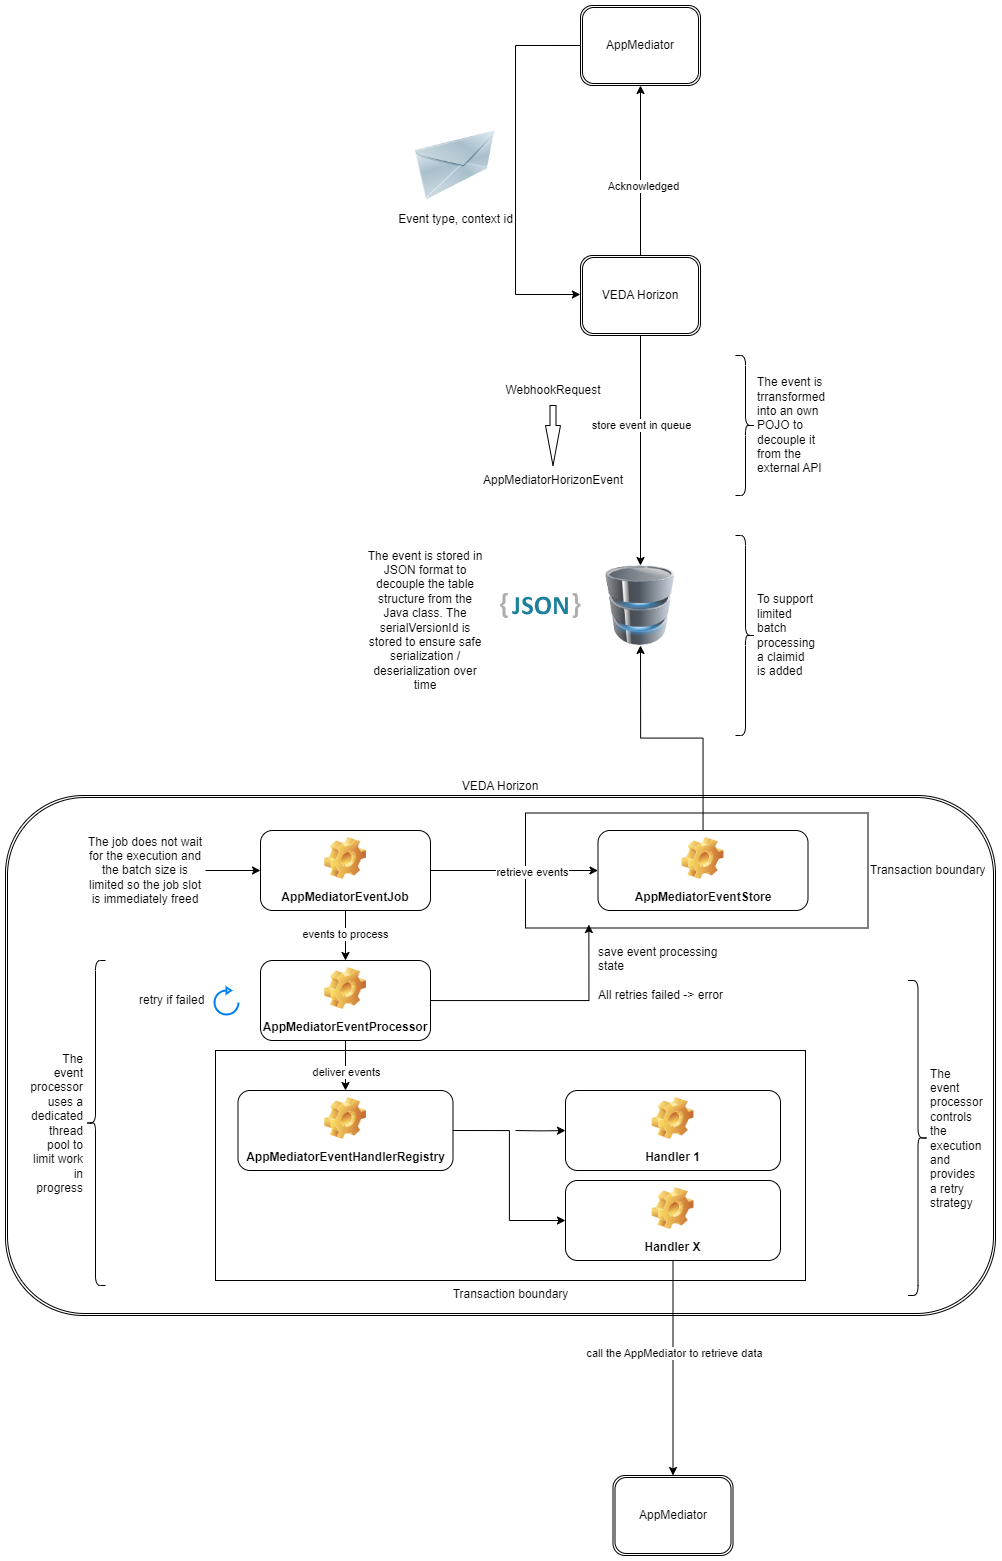 AppMediator
Acknowledged
Event type, context id
VEDA Horizon
WebhookRequest
store event in queue
AppMediatorHorizonEvent
The event is
trransformed
into an own
POJO to
decouple it
from the
external API
The event is stored in
JSON format to
decouple the table
structure from the
Java class. The
serialVersionId is
stored to ensure safe
serialization /
deserialization over
time
{JSON}
To support
limited
batch
processing
a claimid
is added
VEDA Horizon
The job does not wait
for the execution and
the batch size is
limited so the job slot
is immediately freed
AppMediatorEventJob
retrieve events
AppMediatorEventStore
Transaction boundary
events to process
save event processing
state
All retries failed -> error
retry if failed
AppMediatorEventProcessor
The
event
processor
uses a
dedicated
thread
pool to
limit work
in
progress
deliver events
AppMediatorEventHandlerRegistry
Handler 1
Handler X
The
event
processor
controls
the
execution
and
provides
a retry
strategy
Transaction boundary
call the AppMediator to retrieve data
AppMediator